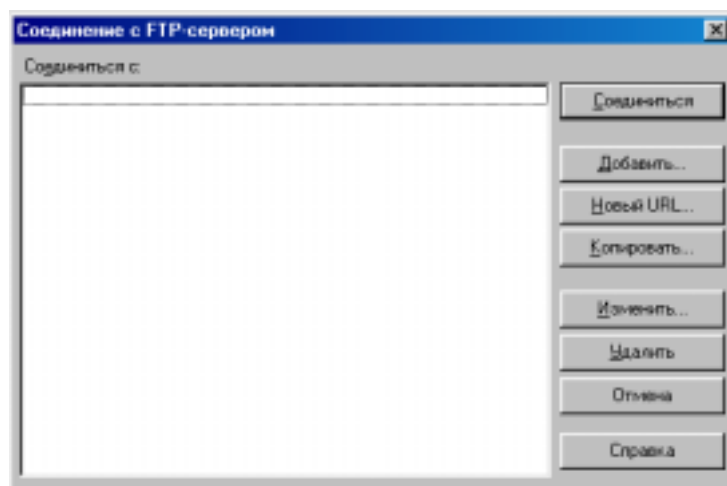 Соединение с FTP-сервером
Соединиться с:
Соединиться
Добавить...
Новый URL...
Копировать...
Изменить...
Удалить
Отмена
Справка